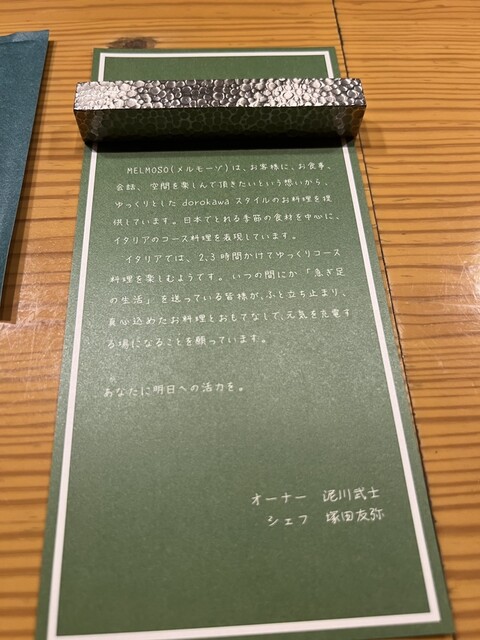 MELMOSO(メルモーゾ)は、お客様に、お食事、
会話、空間を楽しんで頂きたいという想いから、
ゆっくりとした dorokawa スタイルのお料理を提
供しています。日本でとれる季節の食材を中心に、
イタリアのコース料理を表現しています。
イタリアでは、2,3時間かけてゆっくりコース
料理を楽しむようです。いつの間にか「急ぎ足
の生活」を送っている皆様が、ふと立ち止まり、
真心込めたお料理とおもてなしで、元気を充電す
る場になることを願っています。
あなたに明日への活力を。
オーナー 泥川武士
シェフ 塚田友弥